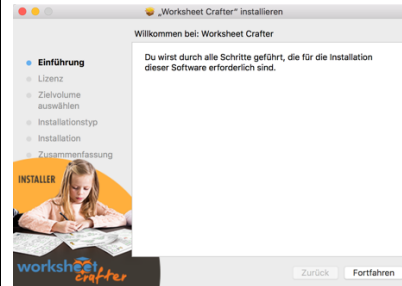 „Worksheet Crafter“ installieren
Willkommen bei: Worksheet Crafter
Einführung
Lizenz
Zielvolume
auswählen
Installationstyp
Installation
Zusammenfassung
Du wirst durch alle Schritte geführt, die für die Installation
dieser Software erforderlich sind.
INSTALLER
worksheet
crafter
Zurück
Fortfahren